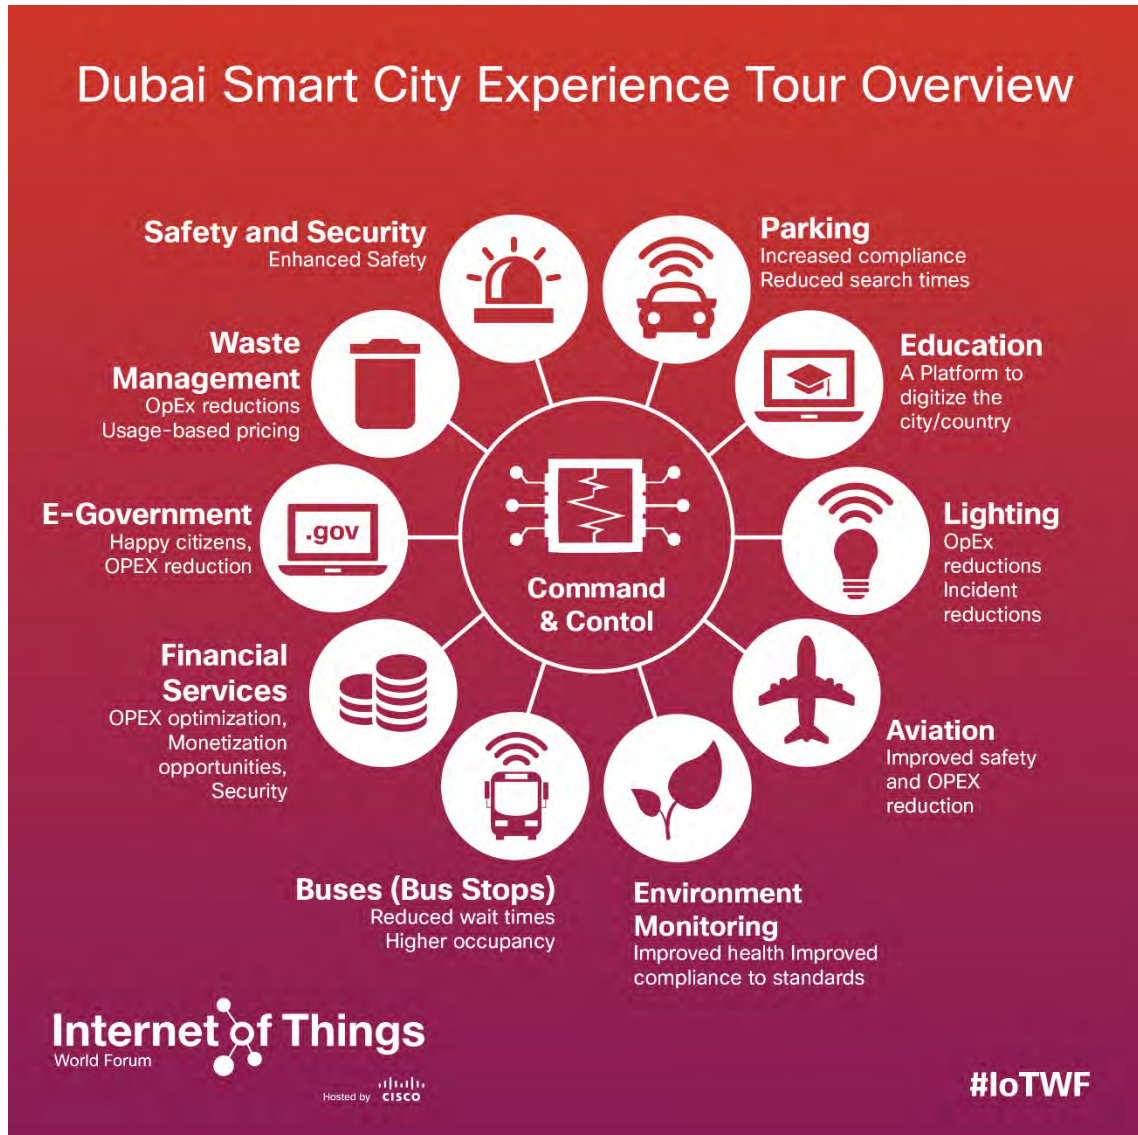 Dubai Smart City Experience Tour Overview
Safety and Security
Enhanced Safety
Parking
Increased compliance
Reduced search times
Waste
Management
OpEx reductions
Usage-based pricing
Education
A Platform to
digitize the
city/country
E-Government
Happy citizens,
OPEX reduction
.gov
Command
& Contol
Lighting
OpEx
reductions
Incident
reductions
Financial
Services
OPEX optimization,
Monetization
opportunities,
Security
Aviation
Improved safety
and OPEX
reduction
Buses (Bus Stops)
Reduced wait times
Higher occupancy
Environment
Monitoring
Improved health Improved
compliance to standards
Internet of Things
World Forum
Hosted by CISCO
#IoTWF